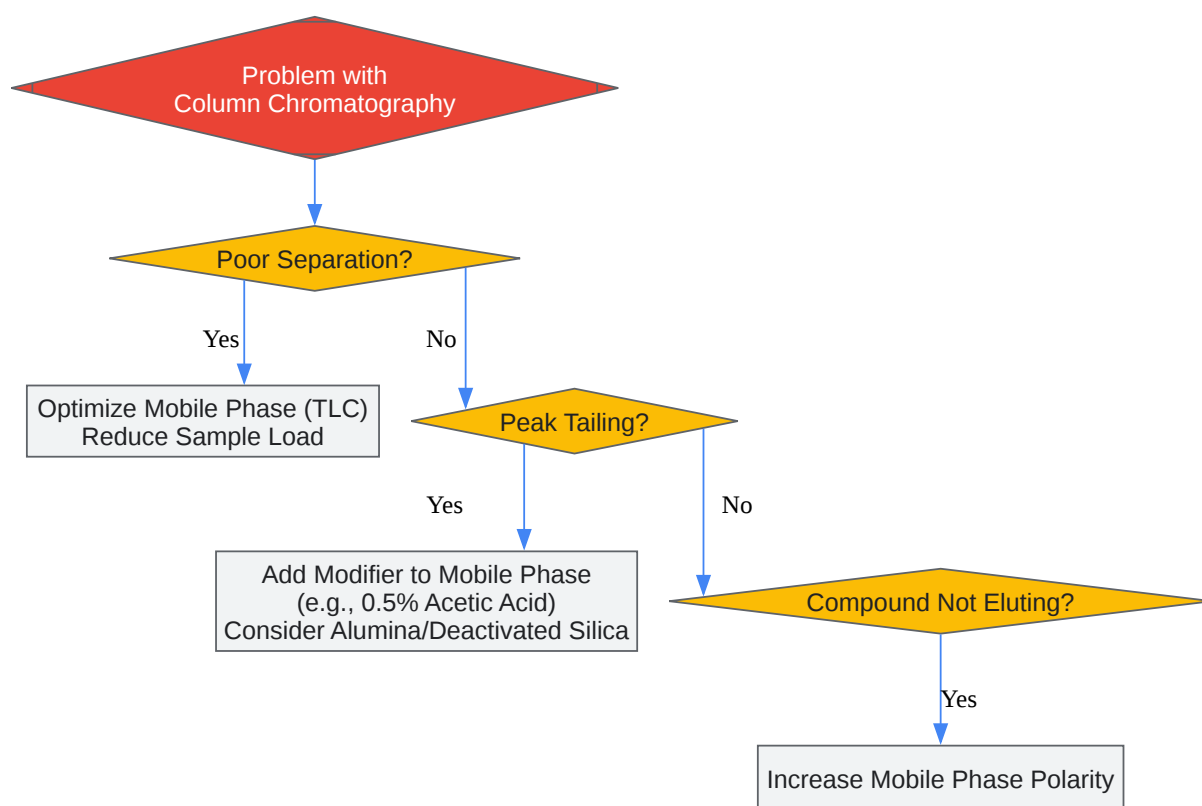 Problem with
Column Chromatography
Poor Separation?
Yes
No
Optimize Mobile Phase (TLC)
Reduce Sample Load
Peak Tailing?
Yes
No
Add Modifier to Mobile Phase
(e.g., 0.5% Acetic Acid)
Consider Alumina/Deactivated Silica
Compound Not Eluting?
Yes
Increase Mobile Phase Polarity